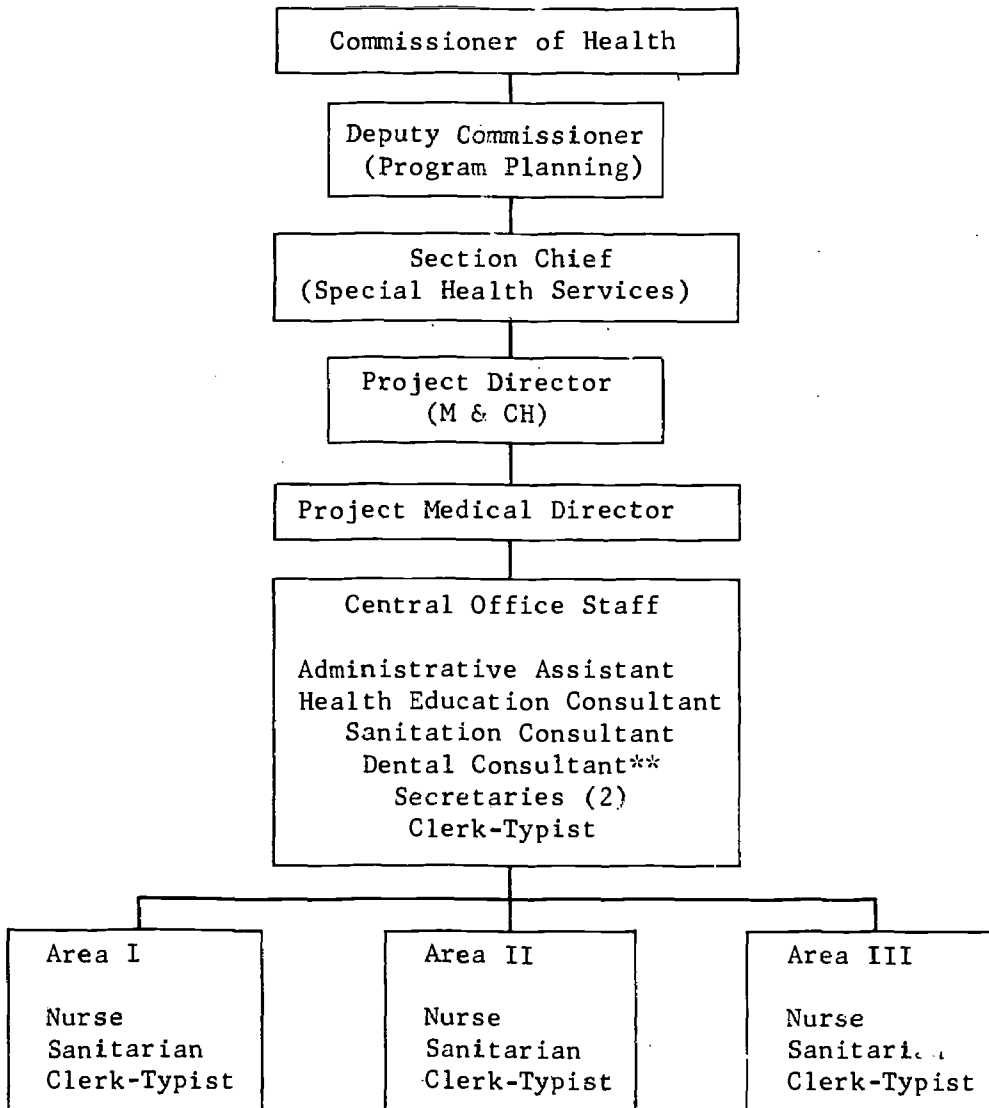 Commissioner of Health
Deputy Commissioner
(Program Planning)
Section Chief
(Special Health Services)
Project Director
(M & CH)
Project Medical Director
Central Office Staff
Administrative Assistant
Health Education Consultant
Sanitation Consultant
Dental Consultant**
Secretaries (2)
Clerk-Typist
Area I
Nurse
Sanitarian
Clerk-Typist
Area II
Nurse
Sanitarian
Clerk-Typist
Area III
Nurse
Clerk-Typist